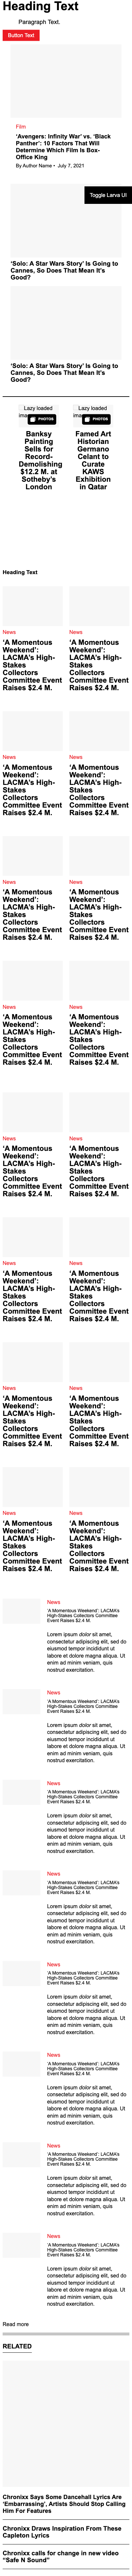 Heading Text
Paragraph Text.
Button Text
Film
‘Avengers: Infinity War’ vs. ‘Black
Panther’: 10 Factors That Will
Determine Which Film Is Box-
Office King
By Author Name • July 7, 2021
Toggle Larva UI
‘Solo: A Star Wars Story’ Is Going to
Cannes, So Does That Mean It's
Good?
‘Solo: A Star Wars Story’ Is Going to
Cannes, So Does That Mean It's
Good?
Lazy loaded
PHOTOS
Banksy
Painting
Sells for
Record-
Demolishing
$12.2 M. at
Sotheby’s
London
Lazy loaded
PHOTOS
Famed Art
Historian
Germano
Celant to
Curate
KAWS
Exhibition
in Qatar
Heading Text
News
‘A Momentous
Weekend’:
LACMA’s High-
Stakes
Collectors
Committee Event
Raises $2.4 M.
News
‘A Momentous
Weekend’:
LACMA’s High-
Stakes
Collectors
Committee Event
Raises $2.4 M.
News
‘A Momentous
Weekend’:
LACMA’s High-
Stakes
Collectors
Committee Event
Raises $2.4 M.
News
‘A Momentous
Weekend’:
LACMA’s High-
Stakes
Collectors
Committee Event
Raises $2.4 M.
News
‘A Momentous
Weekend’:
LACMA’s High-
Stakes
Collectors
Committee Event
Raises $2.4 M.
News
‘A Momentous
Weekend’:
LACMA’s High-
Stakes
Collectors
Committee Event
Raises $2.4 M.
News
‘A Momentous
Weekend’:
LACMA’s High-
Stakes
Collectors
Committee Event
Raises $2.4 M.
News
‘A Momentous
Weekend’:
LACMA’s High-
Stakes
Collectors
Committee Event
Raises $2.4 M.
News
‘A Momentous
Weekend’:
LACMA’s High-
Stakes
Collectors
Committee Event
Raises $2.4 M.
News
‘A Momentous
Weekend’:
LACMA’s High-
Stakes
Collectors
Committee Event
Raises $2.4 M.
News
‘A Momentous
Weekend’:
LACMA’s High-
Stakes
Collectors
Committee Event
Raises $2.4 M.
News
‘A Momentous
Weekend’:
LACMA’s High-
Stakes
Collectors
Committee Event
Raises $2.4 M.
News
‘A Momentous
Weekend’:
LACMA’s High-
Stakes
Collectors
Committee Event
Raises $2.4 M.
News
‘A Momentous
Weekend’:
LACMA’s High-
Stakes
Collectors
Committee Event
Raises $2.4 M.
News
‘A Momentous
Weekend’:
LACMA’s High-
Stakes
Collectors
Committee Event
Raises $2.4 M.
News
‘A Momentous
Weekend’:
LACMA’s High-
Stakes
Collectors
Committee Event
Raises $2.4 M.
News
‘A Momentous Weekend’: LACMA’s
High-Stakes Collectors Committee
Event Raises $2.4 M.
Lorem ipsum dolor sit amet,
consectetur adipiscing elit, sed do
eiusmod tempor incididunt ut
labore et dolore magna aliqua. Ut
enim ad minim veniam, quis
nostrud exercitation.
News
‘A Momentous Weekend’: LACMA’s
High-Stakes Collectors Committee
Event Raises $2.4 M.
Lorem ipsum dolor sit amet,
consectetur adipiscing elit, sed do
eiusmod tempor incididunt ut
labore et dolore magna aliqua. Ut
enim ad minim veniam, quis
nostrud exercitation.
News
‘A Momentous Weekend’: LACMA’s
High-Stakes Collectors Committee
Event Raises $2.4 M.
Lorem ipsum dolor sit amet,
consectetur adipiscing elit, sed do
eiusmod tempor incididunt ut
labore et dolore magna aliqua. Ut
enim ad minim veniam, quis
nostrud exercitation.
News
‘A Momentous Weekend’: LACMA’s
High-Stakes Collectors Committee
Event Raises $2.4 M.
Lorem ipsum dolor sit amet,
consectetur adipiscing elit, sed do
eiusmod tempor incididunt ut
labore et dolore magna aliqua. Ut
enim ad minim veniam, quis
nostrud exercitation.
News
‘A Momentous Weekend’: LACMA’s
High-Stakes Collectors Committee
Event Raises $2.4 M.
Lorem ipsum dolor sit amet,
consectetur adipiscing elit, sed do
eiusmod tempor incididunt ut
labore et dolore magna aliqua. Ut
enim ad minim veniam, quis
nostrud exercitation.
News
‘A Momentous Weekend’: LACMA’s
High-Stakes Collectors Committee
Event Raises $2.4 M.
Lorem ipsum dolor sit amet,
consectetur adipiscing elit, sed do
eiusmod tempor incididunt ut
labore et dolore magna aliqua. Ut
enim ad minim veniam, quis
nostrud exercitation.
News
‘A Momentous Weekend’: LACMA’s
High-Stakes Collectors Committee
Event Raises $2.4 M.
Lorem ipsum dolor sit amet,
consectetur adipiscing elit, sed do
eiusmod tempor incididunt ut
labore et dolore magna aliqua. Ut
enim ad minim veniam, quis
nostrud exercitation.
News
‘A Momentous Weekend’: LACMA’s
High-Stakes Collectors Committee
Event Raises $2.4 M.
Lorem ipsum dolor sit amet,
consectetur adipiscing elit, sed do
eiusmod tempor incididunt ut
labore et dolore magna aliqua. Ut
enim ad minim veniam, quis
nostrud exercitation.
Read more
RELATED
Chronixx Says Some Dancehall Lyrics Are
‘Embarrassing’, Artists Should Stop Calling
Him For Features
Chronixx Draws Inspiration From These
Capleton Lyrics
Chronixx calls for change in new video
“Safe N Sound”